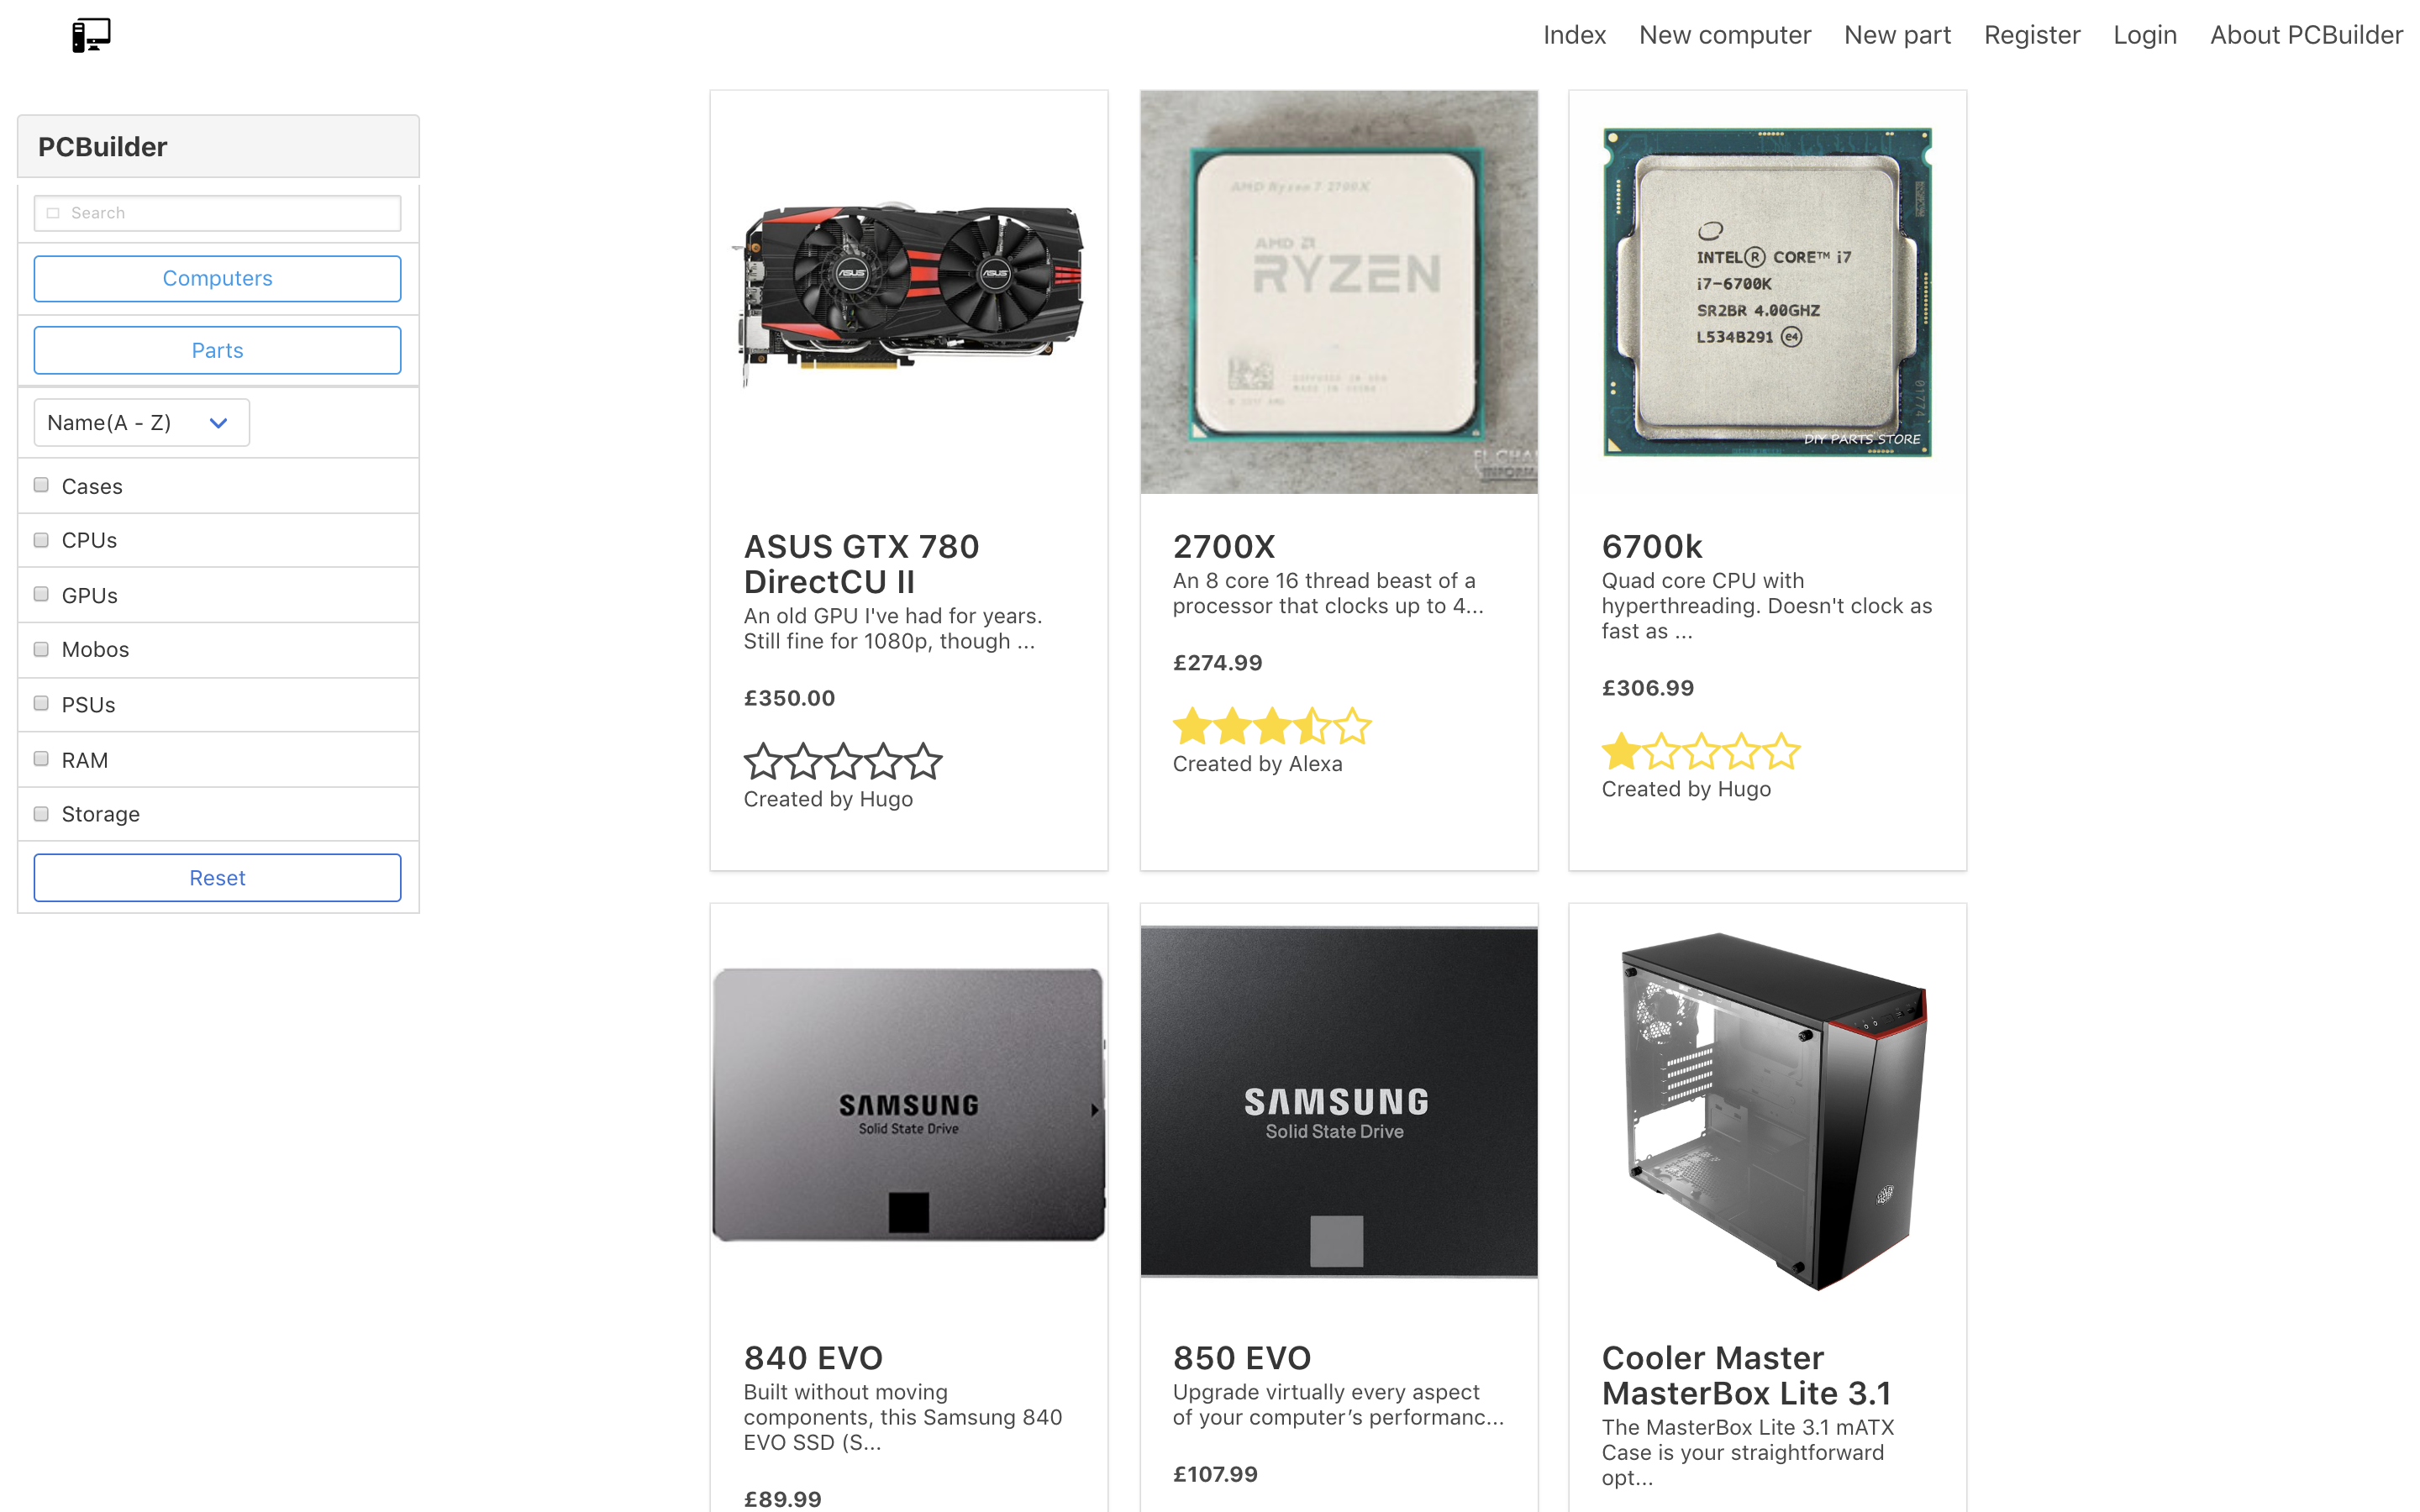 Index New computer New part Register Login About PCBuilder
PCBuilder
Search
Computers
Parts
Name(A - Z)
Cases
CPUs
GPUs
Mobos
PSUs
RAM
Storage
Reset
ASUS
ASUS
ASUS GTX 780
DirectCU II
An old GPU I've had for years.
Still fine for 1080p, though ...
£350.00
Created by Hugo
AMD Ryzen 7 2700X
AMD
RYZEN
2700X
An 8 core 16 thread beast of a
processor that clocks up to 4...
£274.99
Created by Alexa
INTEL® CORE™ i7
i7-6700K
SR2BR 4.00GHZ
L534B291 e4
DIY PARTS STORE
6700k
Quad core CPU with
hyperthreading. Doesn't clock as
fast as ...
£306.99
Created by Hugo
SAMSUNG
Solid State Drive
840 EVO
Built without moving
components, this Samsung 840
EVO SSD (S...
£89.99
SAMSUNG
Solid State Drive
850 EVO
Upgrade virtually every aspect
of your computer’s performanc...
£107.99
Cooler Master
MasterBox Lite 3.1
The MasterBox Lite 3.1 mATX
Case is your straightforward
opt...